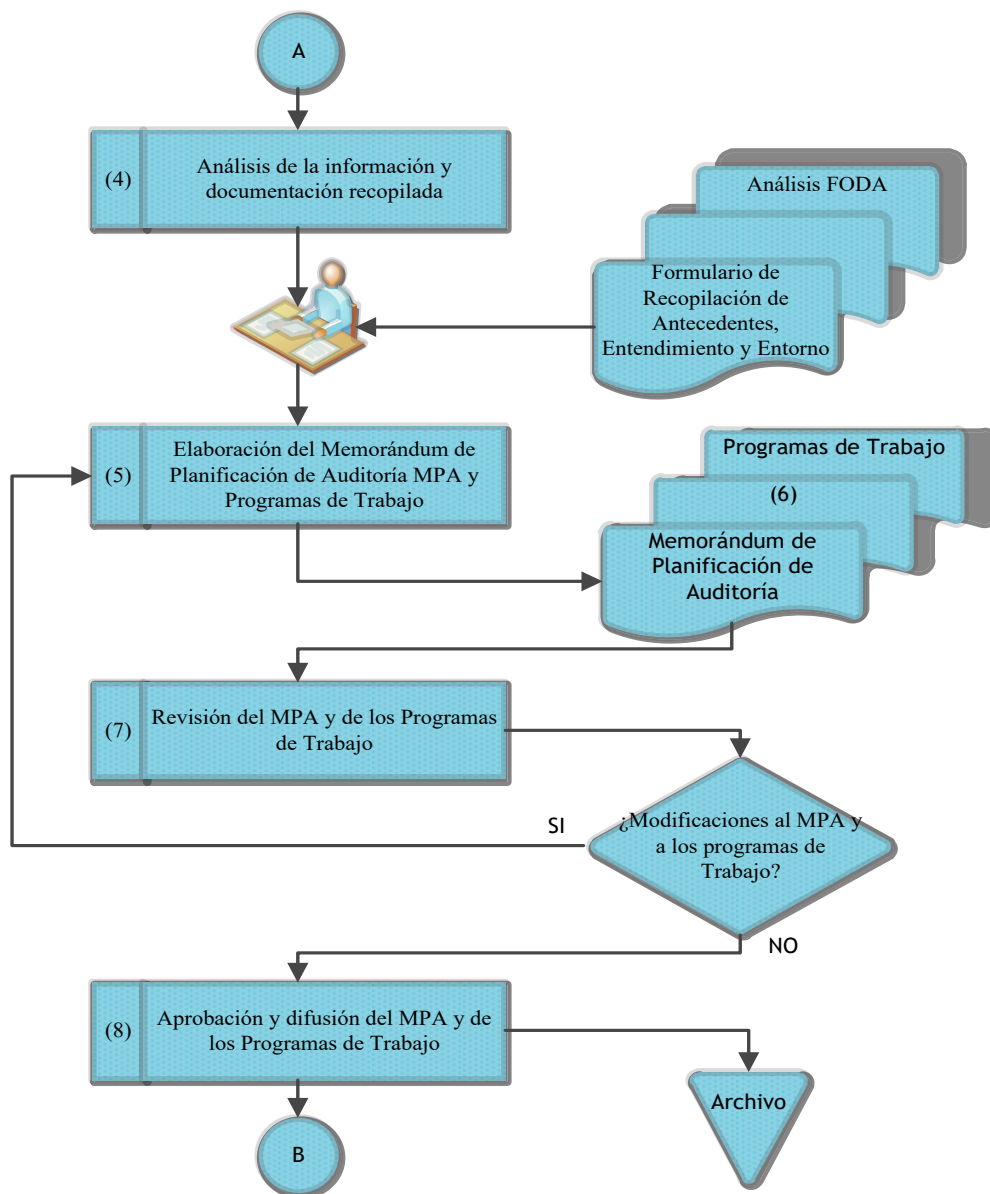 A
(4)
Análisis de la información y
documentación recopilada
Análisis FODA
Formulario de
Recopilación de
Antecedentes,
Entendimiento y Entorno
(5)
Elaboración del Memorándum de
Planificación de Auditoría MPA y
Programas de Trabajo
Programas de Trabajo
(6)
Memorándum de
Planificación de
Auditoría
(7)
Revisión del MPA y de los Programas
de Trabajo
SI
¿Modificaciones al MPA y
a los programas de
Trabajo?
NO
(8)
Aprobación y difusión del MPA y de
los Programas de Trabajo
Archivo
B